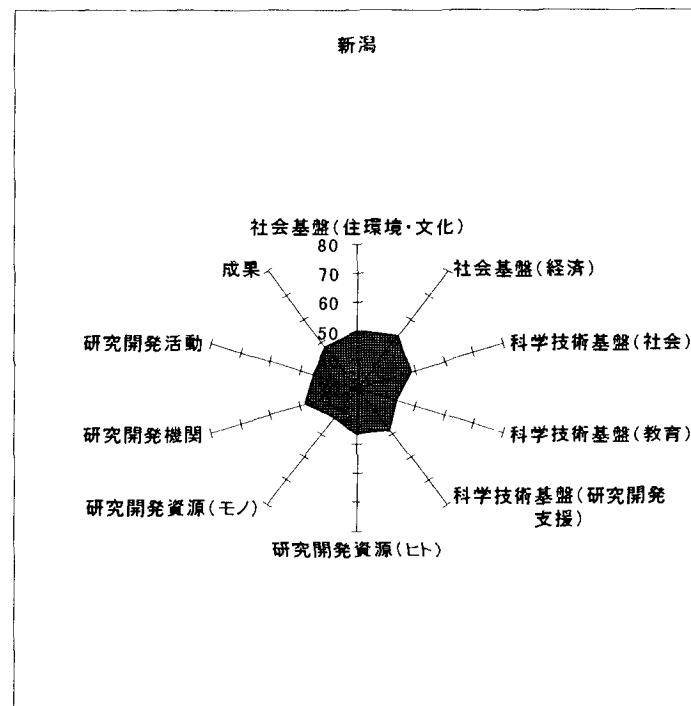 新潟
社会基盤(住環境・文化)
80
70
60
50
成果
社会基盤(経済)
研究開発活動
科学技術基盤(社会)
研究開発機関
科学技術基盤(教育)
研究開発資源(モノ)
科学技術基盤(研究開発
支援)
研究開発資源(ヒト)